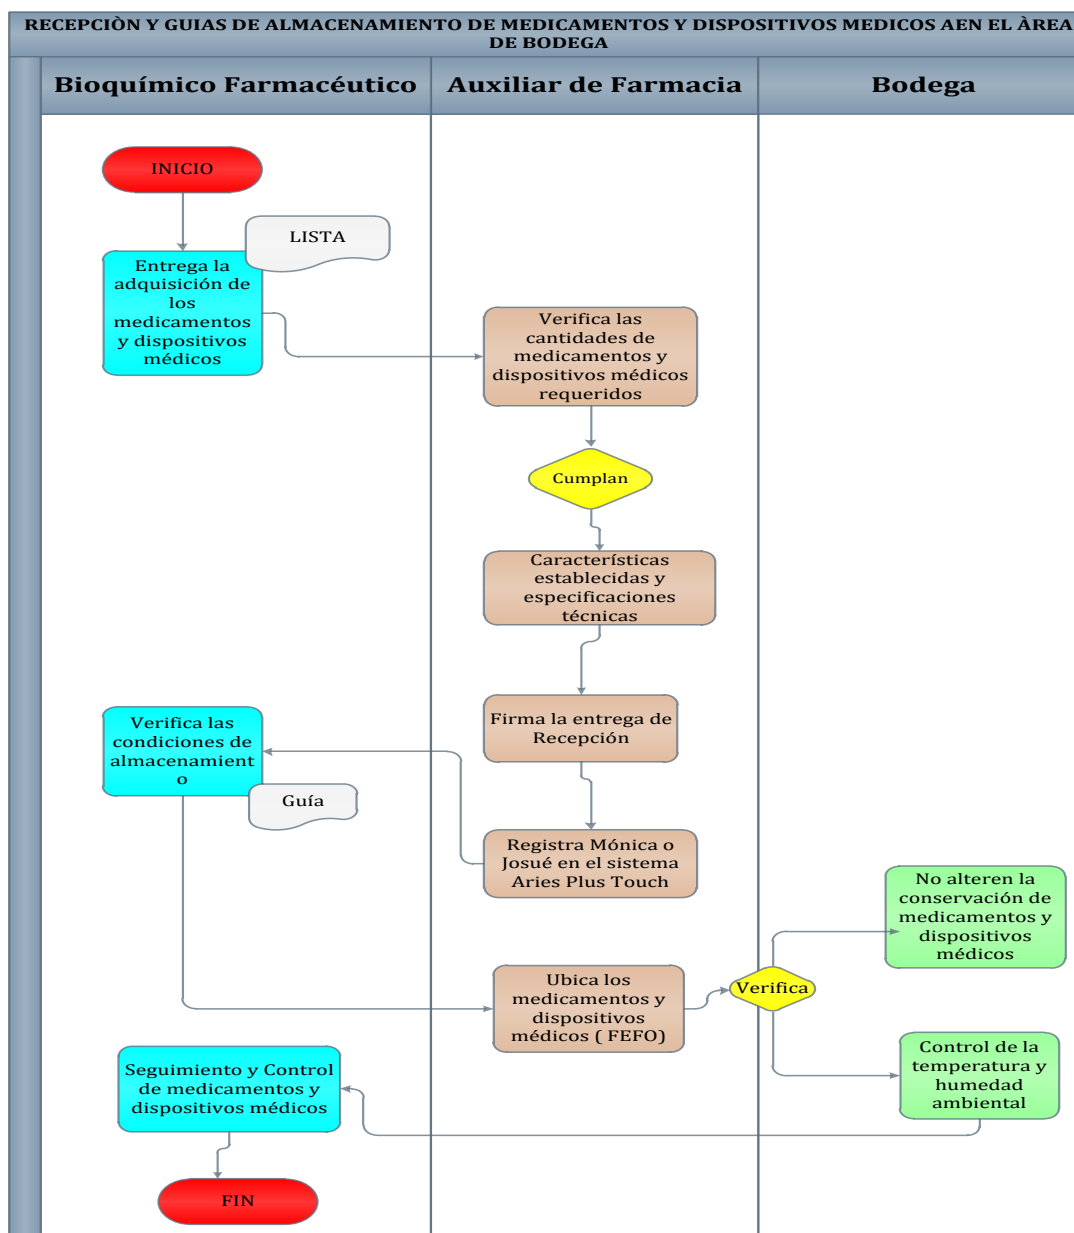 RECEPCIÒN Y GUIAS DE ALMACENAMIENTO DE MEDICAMENTOS Y DISPOSITIVOS MEDICOS AEN EL ÀREA
DE BODEGA
Bioquímico Farmacéutico
Auxiliar de Farmacia
Bodega
INICIO
LISTA
Entrega la
adquisición de
los
medicamentos
y dispositivos
médicos
Verifica las
cantidades de
medicamentos y
dispositivos médicos
requeridos
Cumplan
Características
establecidas y
especificaciones
técnicas
Firma la entrega de
Recepción
Verifica las
condiciones de
almacenamient
o
Guía
Registra Mónica o
Josué en el sistema
Aries Plus Touch
No alteren la
conservación de
medicamentos y
dispositivos
médicos
Ubica los
medicamentos y
dispositivos
médicos ( FEFO)
Verifica
Control de la
temperatura y
humedad
ambiental
Seguimiento y Control
de medicamentos y
dispositivos médicos
FIN